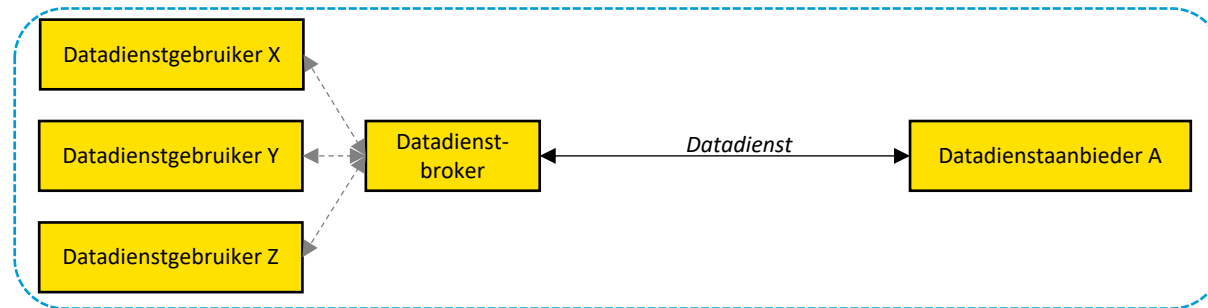 Datadienstgebruiker X
Datadienstgebruiker Y
Datadienst-
broker
Datadienst
Datadienstaanbieder A
Datadienstgebruiker Z